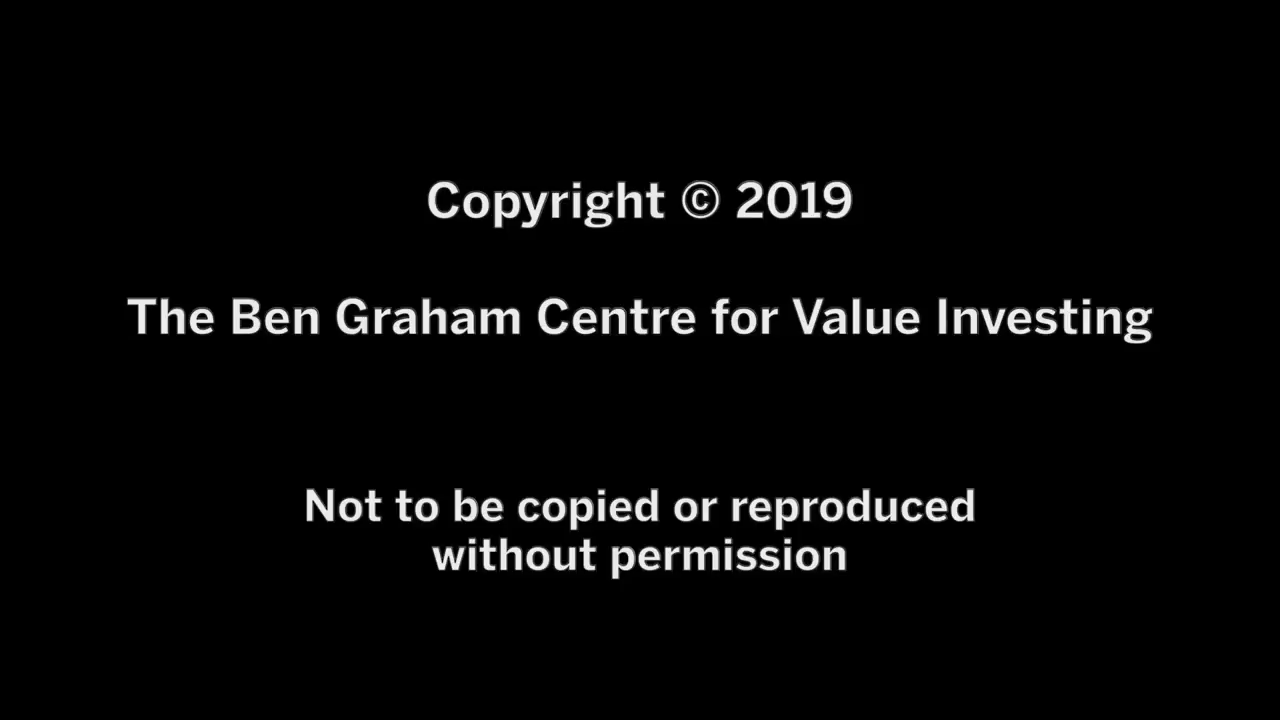 Copyright © 2019
The Ben Graham Centre for Value Investing
Not to be copied or reproduced
without permission